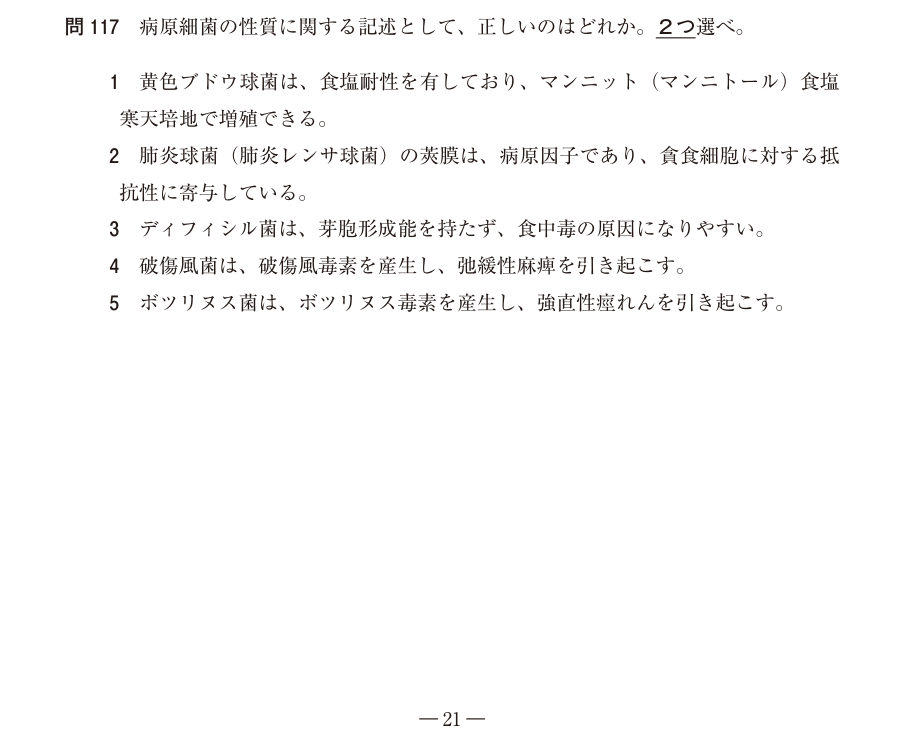 問 117　病原細菌の性質に関する記述として、正しいのはどれか。２つ選べ。
1　黄色ブドウ球菌は、食塩耐性を有しており、マンニット（マンニトール）食塩
寒天培地で増殖できる。
2　肺炎球菌（肺炎レンサ球菌）の莢膜は、病原因子であり、貪食細胞に対する抵
抗性に寄与している。
3　ディフィシル菌は、芽胞形成能を持たず、食中毒の原因になりやすい。
4　破傷風菌は、破傷風毒素を産生し、弛緩性麻痺を引き起こす。
5　ボツリヌス菌は、ボツリヌス毒素を産生し、強直性痙れんを引き起こす。
― 21 ―